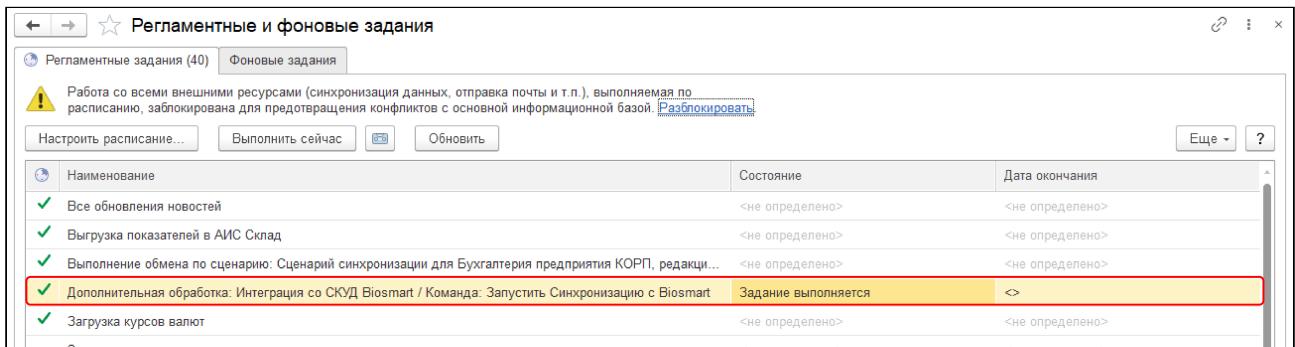 Регламентные и фоновые задания
Регламентные задания (40) Фоновые задания
Работа со всеми внешними ресурсами (синхронизация данных, отправка почты и т.п.), выполняемая по
расписанию, заблокирована для предотвращения конфликтов с основной информационной базой. Разблокировать.
Настроить расписание... Выполнить сейчас Обновить Еще ?
Наименование Состояние Дата окончания
Все обновления новостей <не определено> <не определено>
Выгрузка показателей в АИС Склад <не определено> <не определено>
Выполнение обмена по сценарию: Сценарий синхронизации для Бухгалтерия предприятия КОРП, редакци... <не определено> <не определено>
Дополнительная обработка: Интеграция со СКУД Biosmart / Команда: Запустить Синхронизацию с Biosmart Задание выполняется <>
Загрузка курсов валют <не определено> <не определено>